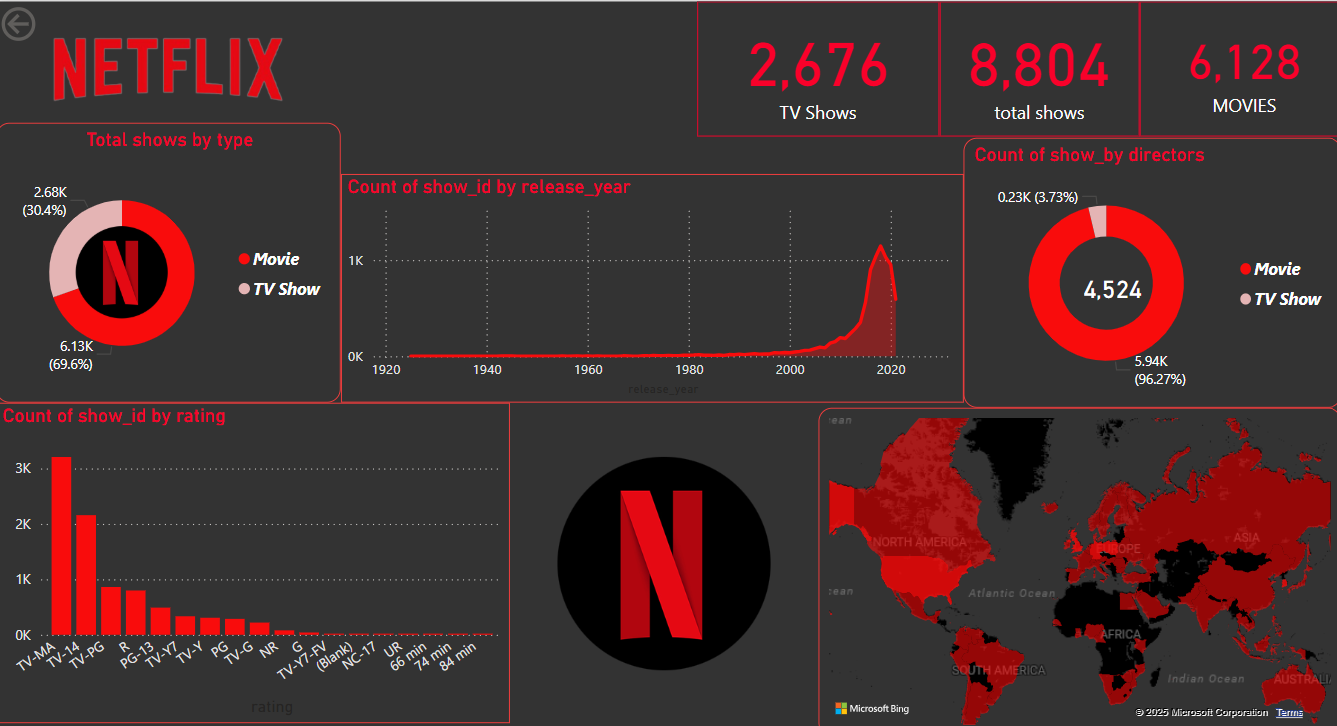 NETFLIX
2,676
TV Shows
8,804
total shows
6,128
MOVIES
Total shows by type
2.68K
(30.4%)
6.13K
(69.6%)
Movie
TV Show
Count of show_id by release_year
1K
0K
1920
1940
1960
1980
2000
2020
release_year
Count of show_by directors
0.23K (3.73%)
4,524
5.94K
(96.27%)
Movie
TV Show
Count of show_id by rating
3K
2K
1K
0K
TV-MA
TV-14
TV-PG
R
PG-13
TV-Y7
TV-Y
PG
TV-G
NR
G
TV-Y7-FV
(Blank)
NC-17
UR
66 min
74 min
84 min
rating
ean
NORTH AMERICA
EUROPE
ASIA
ean
Atlantic Ocean
AFRICA
SOUTH AMERICA
Indian Ocean
AUSTRALI
Microsoft Bing
© 2025 Microsoft Corporation Terms